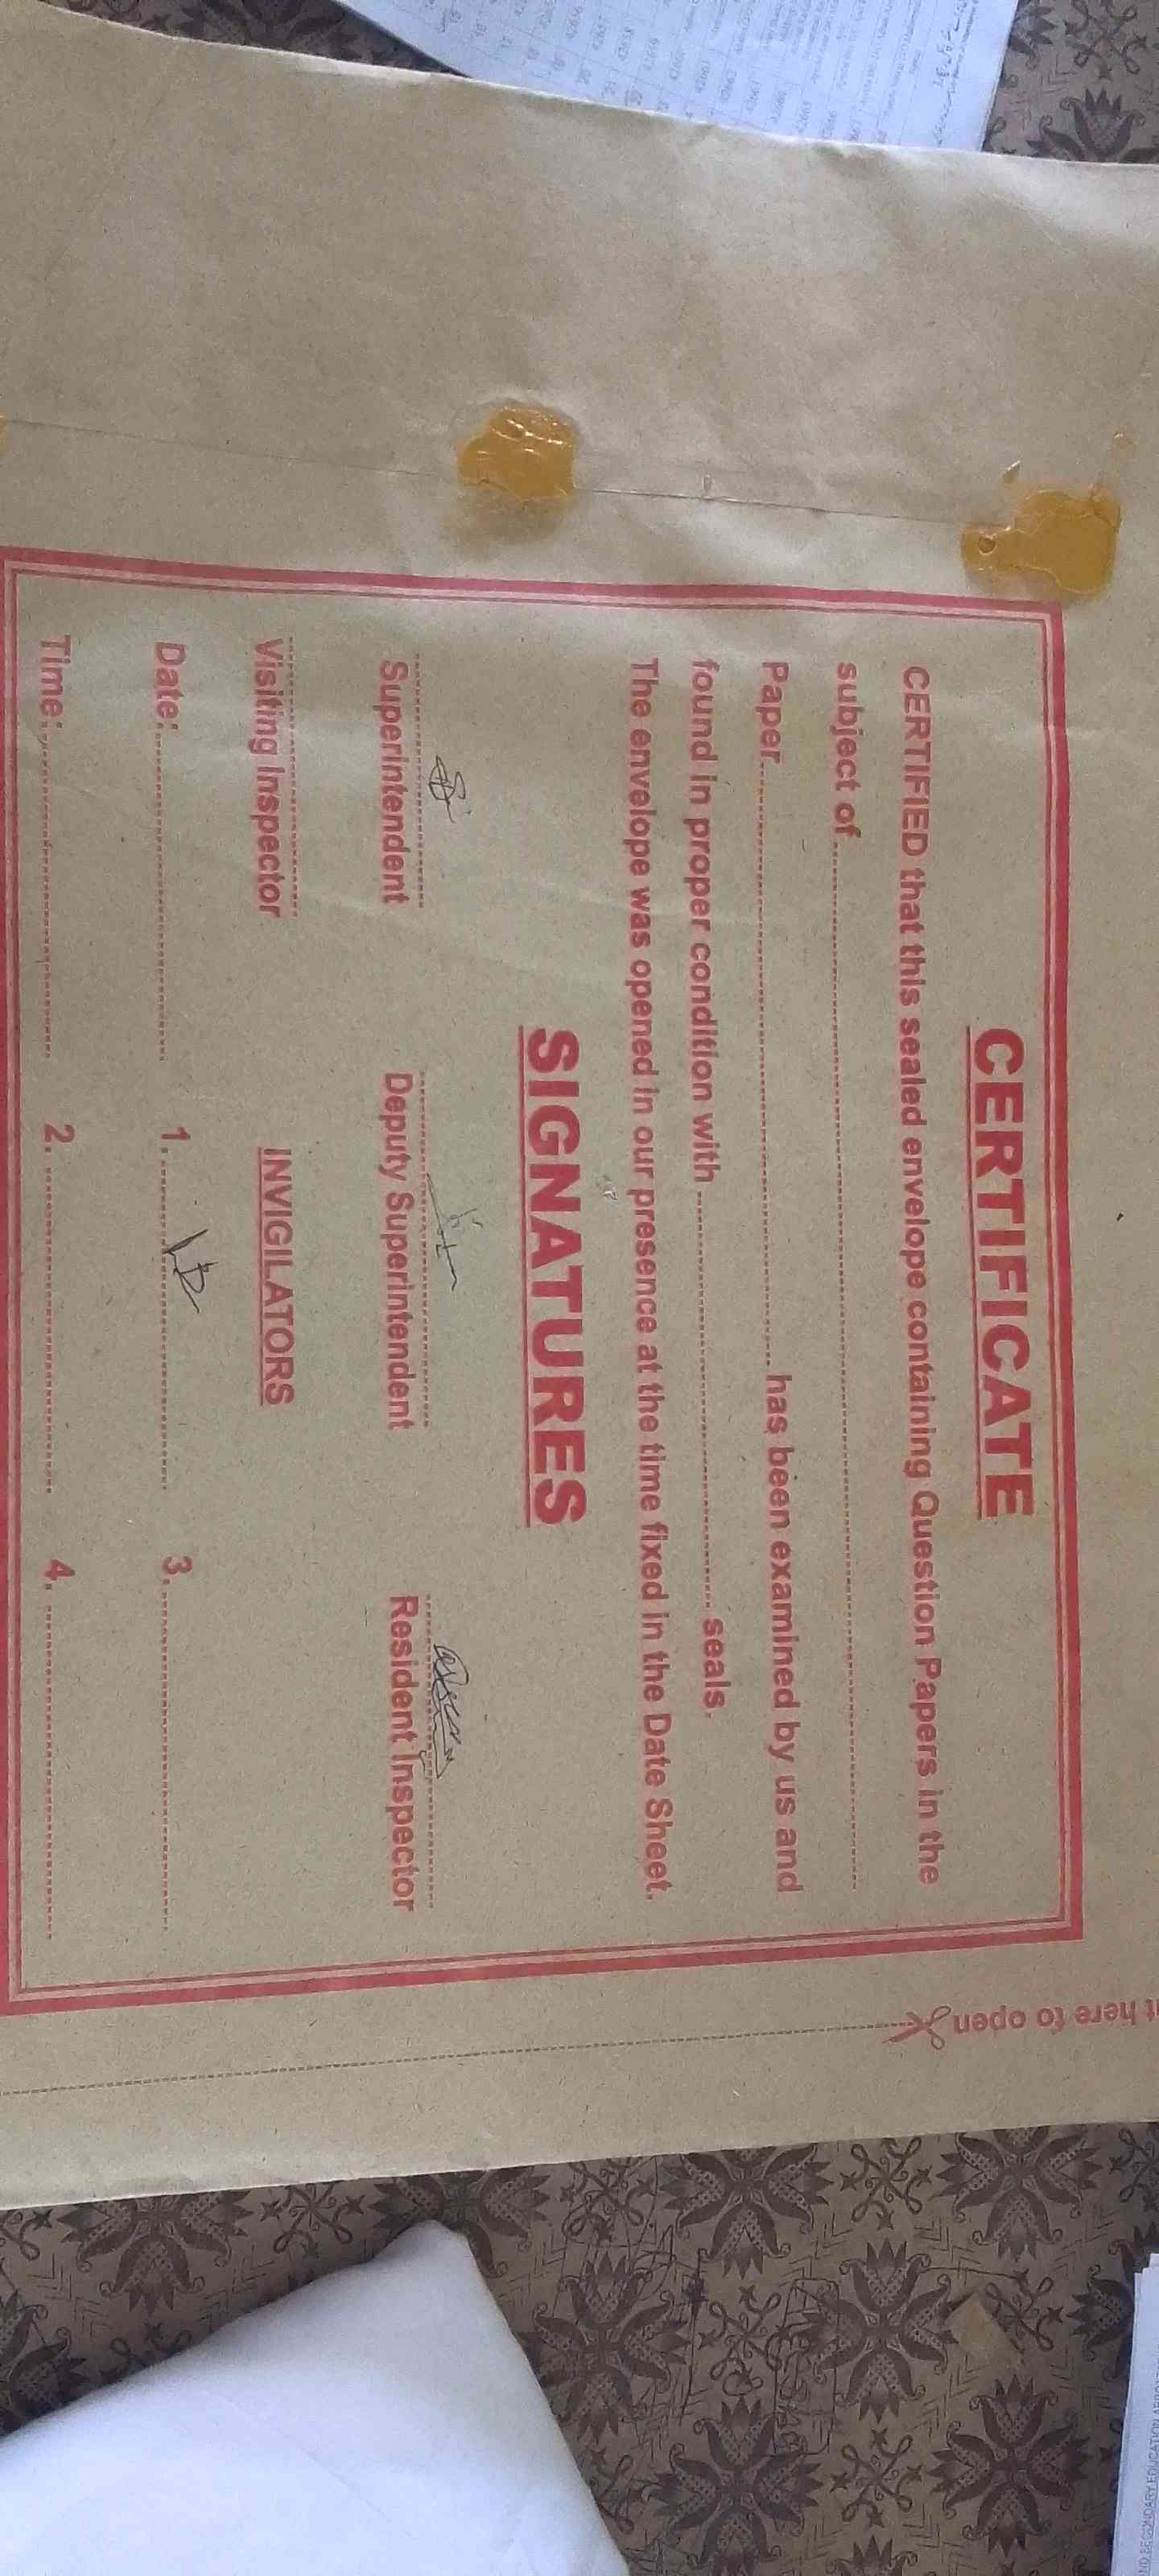 CERTIFICATE
CERTIFIED that this sealed envelope containing Question Papers in the
subject of
Paper has been examined by us and
found in proper condition with seals.
The envelope was opened in our presence at the time fixed in the Date Sheet.
SIGNATURES
Superintendent Deputy Superintendent Resident Inspector
Visiting Inspector INVIGILATORS
Date: 1. 3.
Time: 2. 4.
here to open
SECONDARY EDUCATION